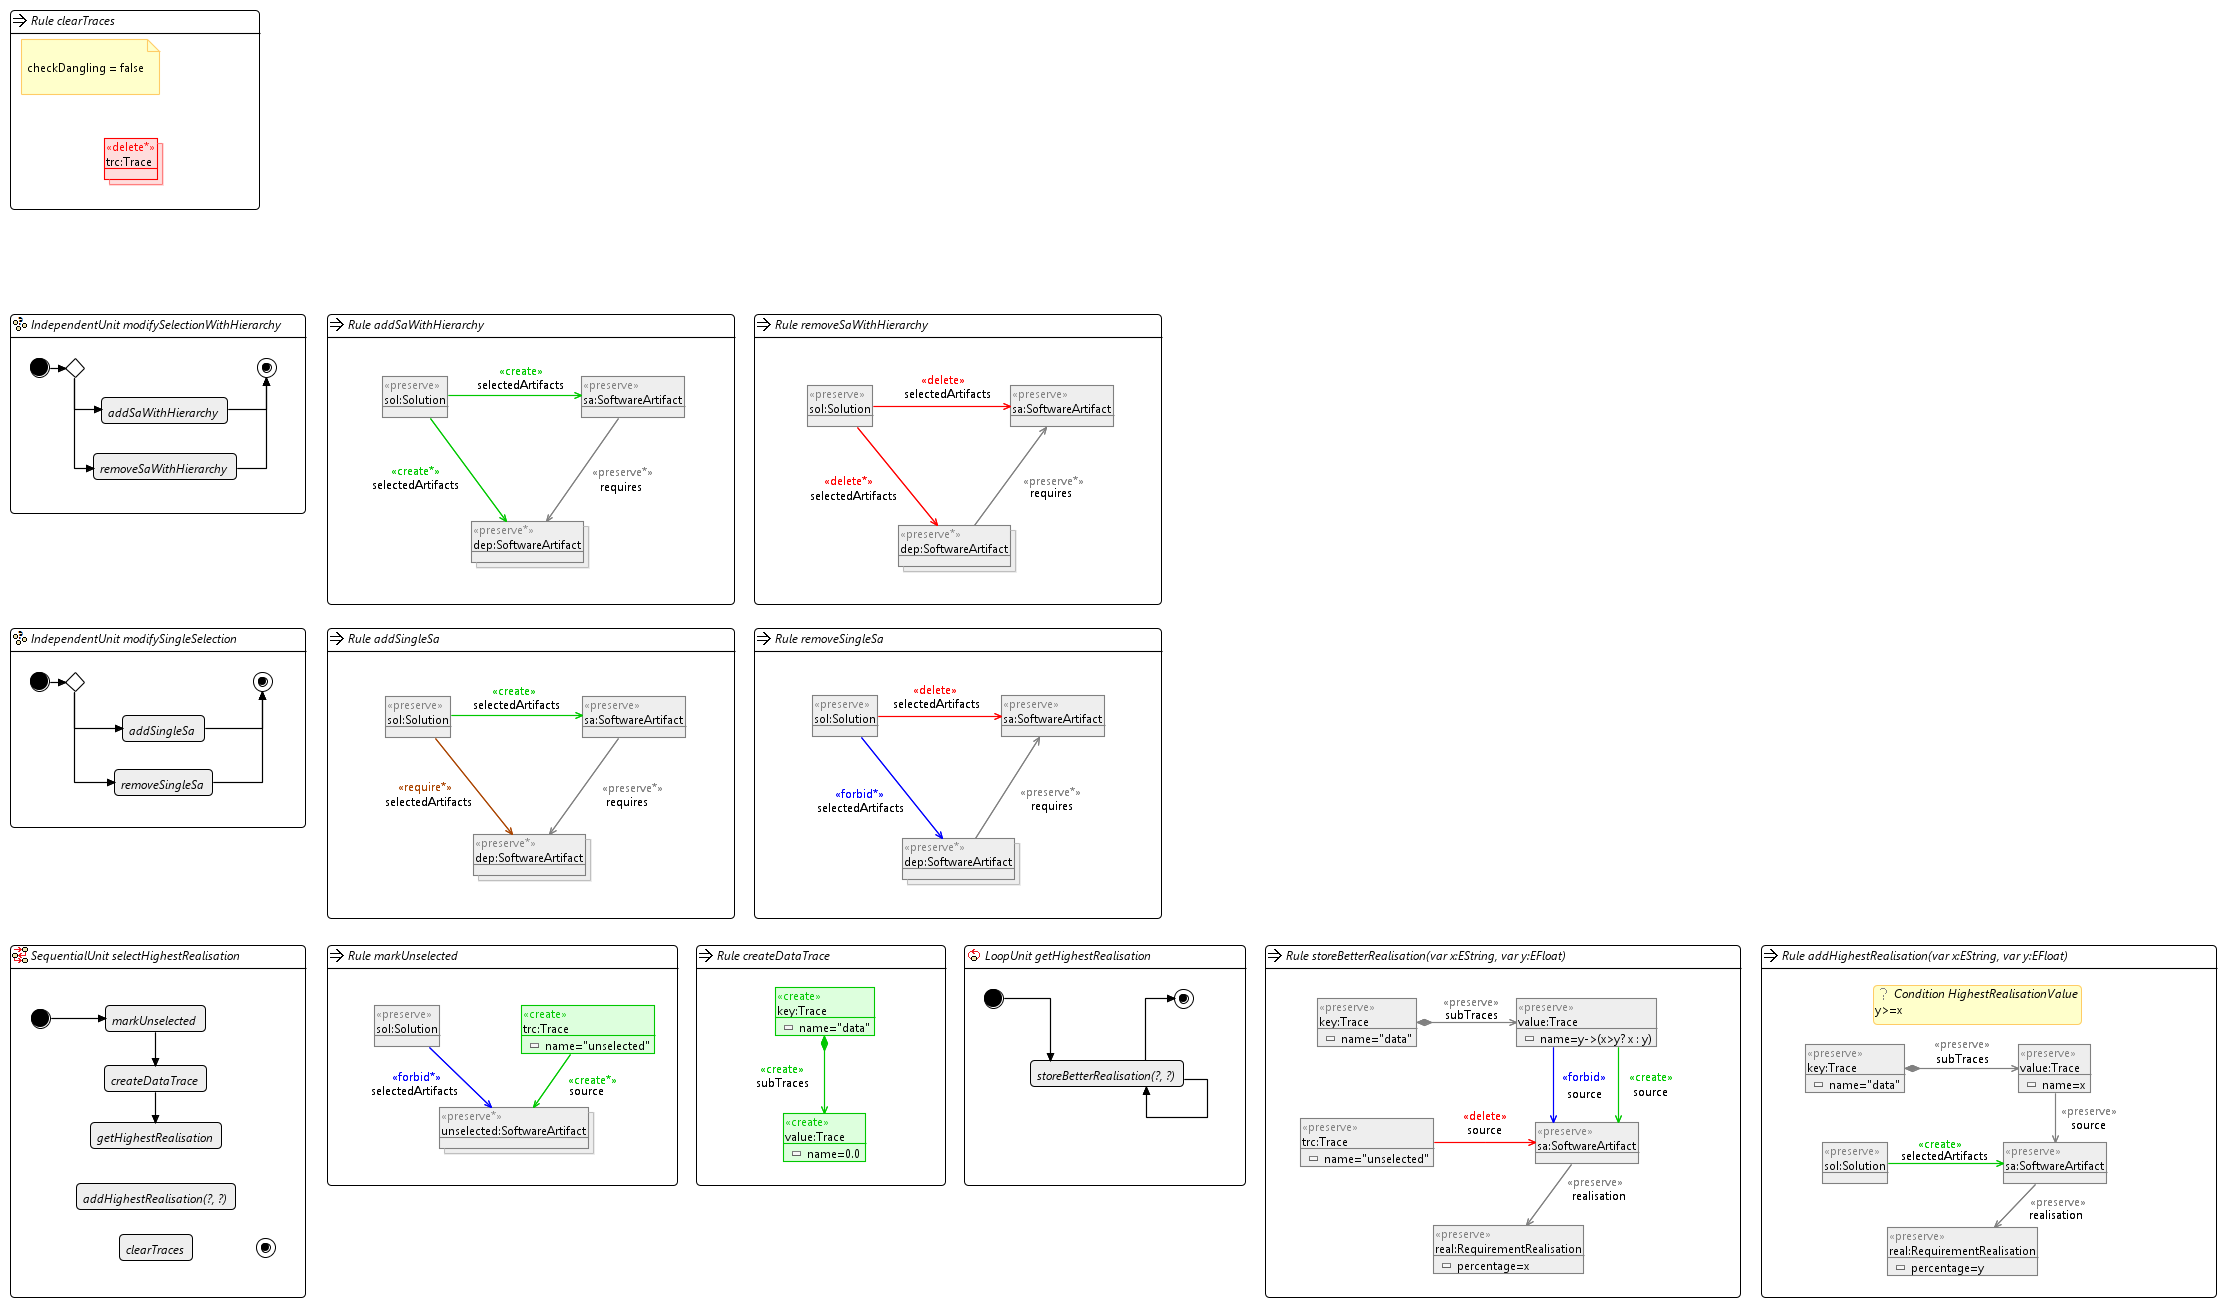 Rule clearTraces
checkDangling = false
«delete*»
trc:Trace
IndependentUnit modifySelectionWithHierarchy
addSaWithHierarchy
removeSaWithHierarchy
Rule addSaWithHierarchy
«create»
selectedArtifacts
«preserve»
sol:Solution
«preserve»
sa:SoftwareArtifact
«create*»
selectedArtifacts
«preserve*»
requires
«preserve*»
dep:SoftwareArtifact
Rule removeSaWithHierarchy
«delete»
selectedArtifacts
«preserve»
sol:Solution
«preserve»
sa:SoftwareArtifact
«delete*»
selectedArtifacts
«preserve*»
requires
«preserve*»
dep:SoftwareArtifact
IndependentUnit modifySingleSelection
addSingleSa
removeSingleSa
Rule addSingleSa
«create»
selectedArtifacts
«preserve»
sol:Solution
«preserve»
sa:SoftwareArtifact
«require*»
selectedArtifacts
«preserve*»
requires
«preserve*»
dep:SoftwareArtifact
Rule removeSingleSa
«delete»
selectedArtifacts
«preserve»
sol:Solution
«preserve»
sa:SoftwareArtifact
«forbid*»
selectedArtifacts
«preserve*»
requires
«preserve*»
dep:SoftwareArtifact
SequentialUnit selectHighestRealisation
markUnselected
createDataTrace
getHighestRealisation
addHighestRealisation(?, ?)
clearTraces
Rule markUnselected
«preserve»
sol:Solution
«create»
trc:Trace
name="unselected"
«forbid*»
selectedArtifacts
«create*»
source
«preserve*»
unselected:SoftwareArtifact
Rule createDataTrace
«create»
key:Trace
name="data"
«create»
subTraces
«create»
value:Trace
name=0.0
LoopUnit getHighestRealisation
storeBetterRealisation(?, ?)
Rule storeBetterRealisation(var x:EString, var y:EFloat)
«preserve»
key:Trace
name="data"
«preserve»
subTraces
«preserve»
value:Trace
name=y->(x>y? x : y)
«forbid»
source
«create»
source
«preserve»
trc:Trace
name="unselected"
«delete»
source
«preserve»
sa:SoftwareArtifact
«preserve»
realisation
«preserve»
real:RequirementRealisation
percentage=x
Rule addHighestRealisation(var x:EString, var y:EFloat)
? Condition HighestRealisationValue
y>=x
«preserve»
key:Trace
name="data"
«preserve»
subTraces
«preserve»
value:Trace
name=x
«preserve»
source
«preserve»
sol:Solution
«create»
selectedArtifacts
«preserve»
sa:SoftwareArtifact
«preserve»
realisation
«preserve»
real:RequirementRealisation
percentage=y